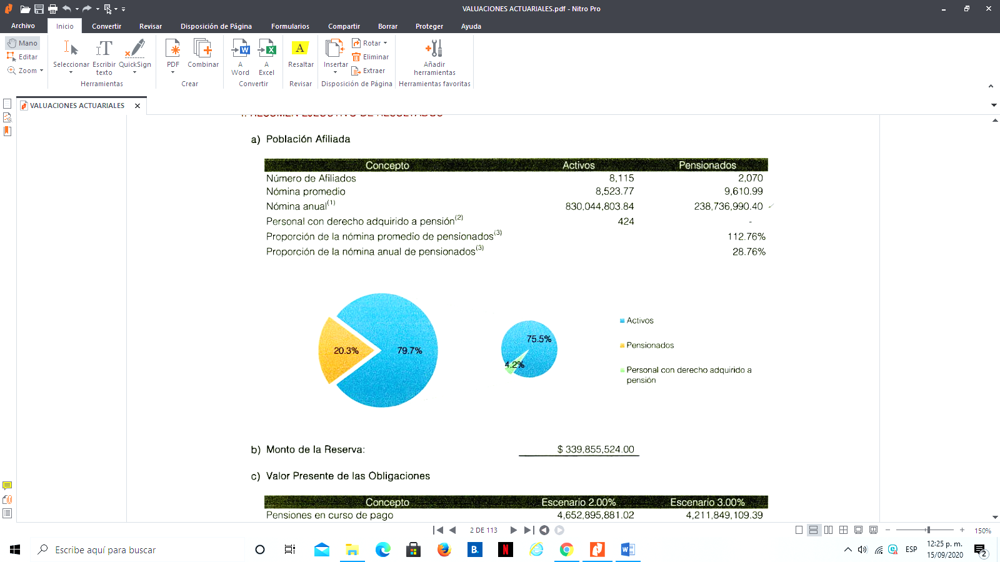 VALUACIONES ACTUARIALES.pdf - Nitro Pro
Archivo Inicio Convertir Revisar Disposición de Página Formularios Compartir Borrar Proteger Ayuda
Mano
Editar
Zoom
Seleccionar
Escribir texto
QuickSign
Herramientas
PDF
Combinar
Crear
A Word
A Excel
Convertir
Resaltar
Revisar
Insertar
Rotar
Eliminar
Extraer
Disposición de Página
Añadir herramientas
Herramientas favoritas
VALUACIONES ACTUARIALES
I. RESUMEN EJECUTIVO DE RESULTADOS
a) Población Afiliada
Concepto Activos Pensionados
Número de Afiliados 8,115 2,070
Nómina promedio 8,523.77 9,610.99
Nómina anual(1) 830,044,803.84 238,736,990.40
Personal con derecho adquirido a pensión(2) 424 -
Proporción de la nómina promedio de pensionados(3) 112.76%
Proporción de la nómina anual de pensionados(3) 28.76%
20.3% 79.7%
75.5%
4.2%
Activos
Pensionados
Personal con derecho adquirido a
pensión
b) Monto de la Reserva: $ 339,855,524.00
c) Valor Presente de las Obligaciones
Concepto Escenario 2.00% Escenario 3.00%
Pensiones en curso de pago 4,652,895,881.02 4,211,849,109.39
2 DE 113
150%
Escribe aquí para buscar
B.
N
W
ESP
12:25 p. m.
15/09/2020
2